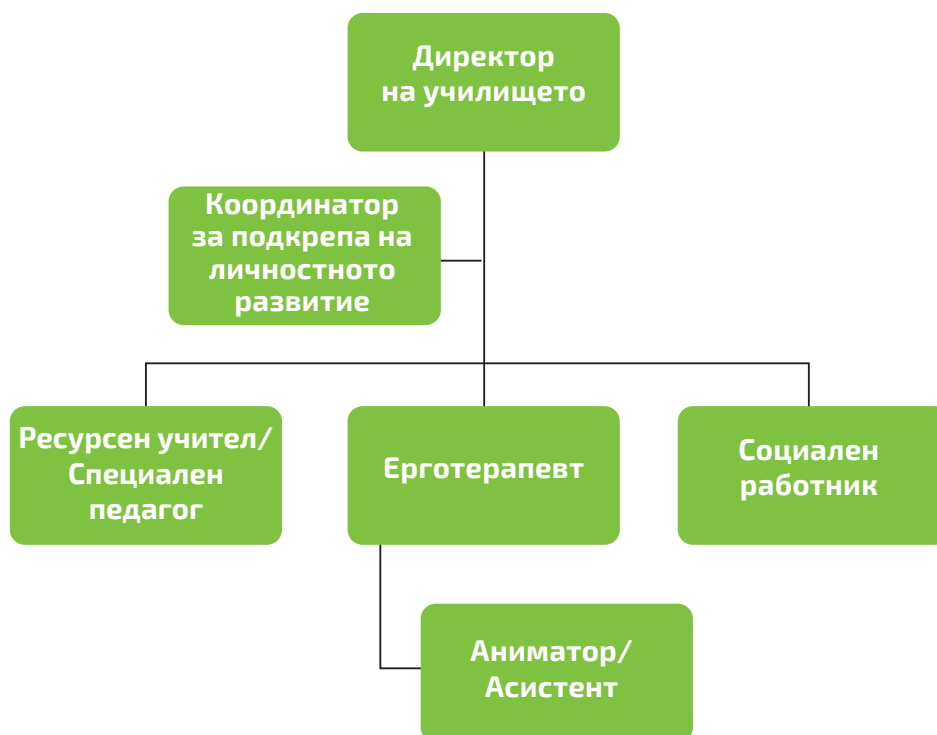 Директор
на училището
Координатор
за подкрепа на
личностното
развитие
Ресурсен учител/
Специален
педагог
Ерготерапевт
Социален
работник
Аниматор/
Асистент